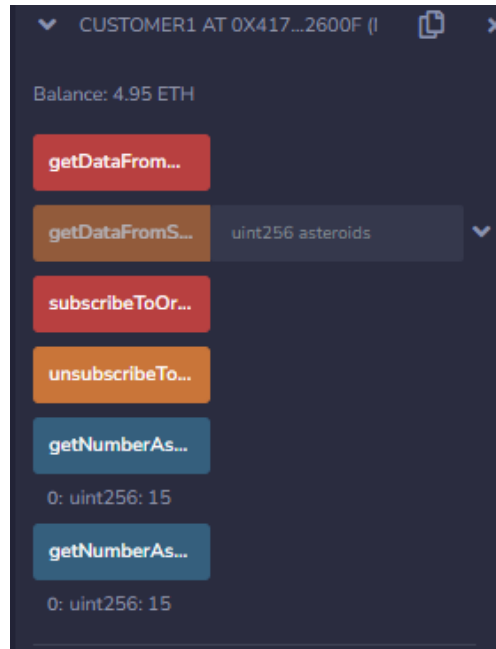 CUSTOMER1 AT 0X417...2600F (I
Balance: 4.95 ETH
getDataFrom...
getDataFromS... uint256 asteroids
subscribeToOr...
unsubscribeTo...
getNumberAs...
0: uint256: 15
getNumberAs...
0: uint256: 15